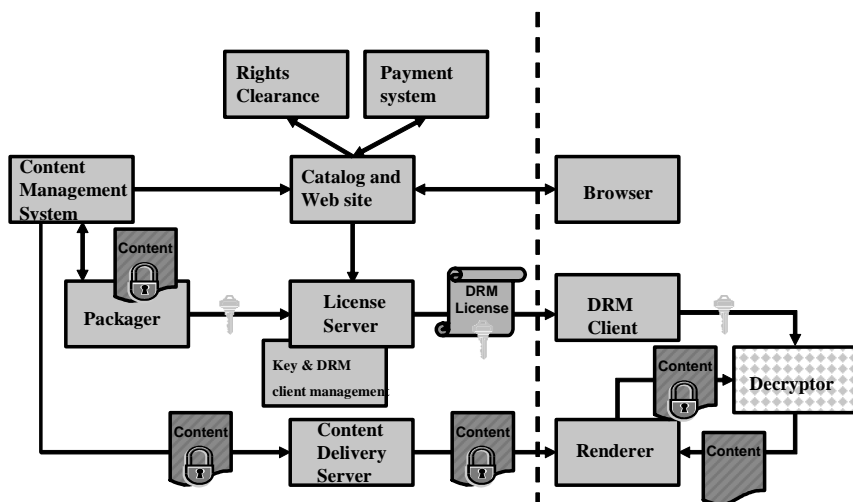 Rights
Clearance
Payment
system
Content
Management
System
Catalog and
Web site
Browser
Content
Packager
License
Server
DRM
License
DRM
Client
Key & DRM
client management
Content
Decryptor
Content
Content
Delivery
Server
Content
Renderer
Content